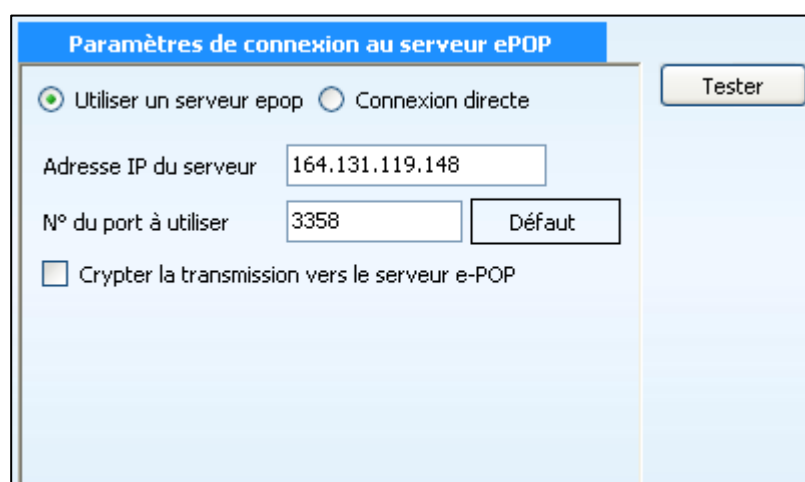 Paramètres de connexion au serveur ePOP
Tester
Utiliser un serveur epop Connexion directe
Adresse IP du serveur 164.131.119.148
N° du port à utiliser 3358 Défaut
Crypter la transmission vers le serveur e-POP